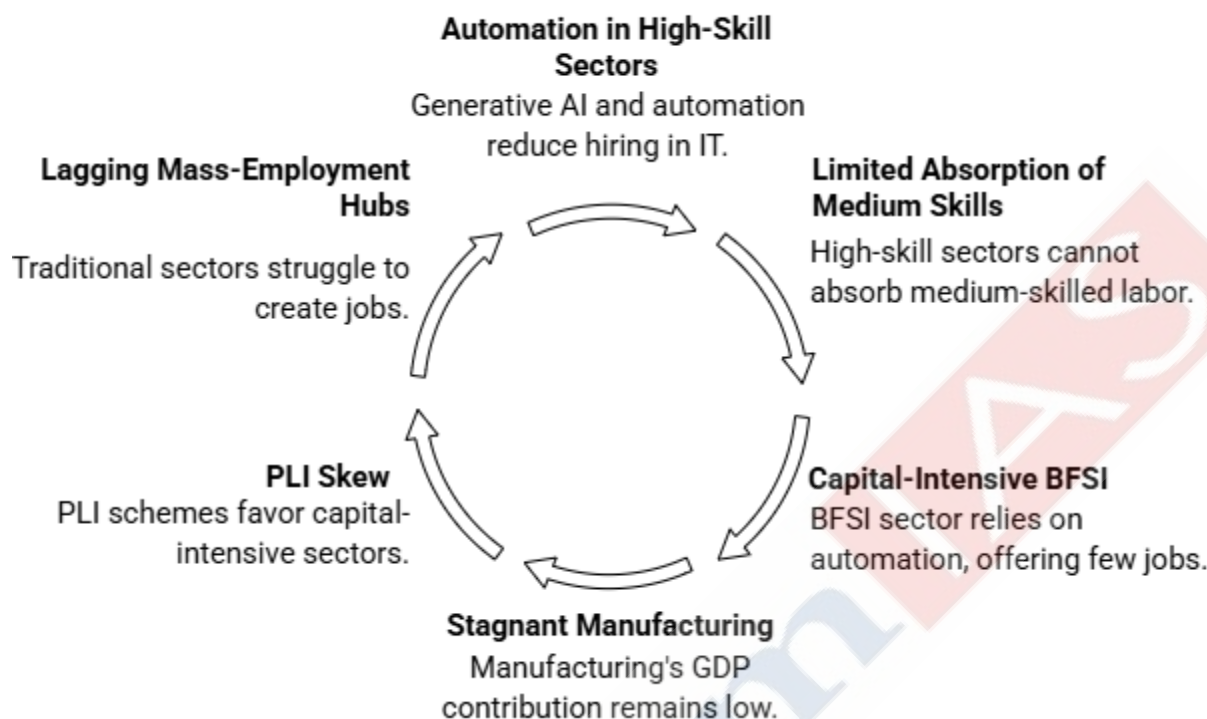 Automation in High-Skill
Sectors
Generative AI and automation
reduce hiring in IT.
Limited Absorption of
Medium Skills
High-skill sectors cannot
absorb medium-skilled labor.
Capital-Intensive BFSI
BFSI sector relies on
automation, offering few jobs.
Stagnant Manufacturing
Manufacturing's GDP
contribution remains low.
PLI Skew
PLI schemes favor capital-
intensive sectors.
Lagging Mass-Employment
Hubs
Traditional sectors struggle to
create jobs.
m IAS